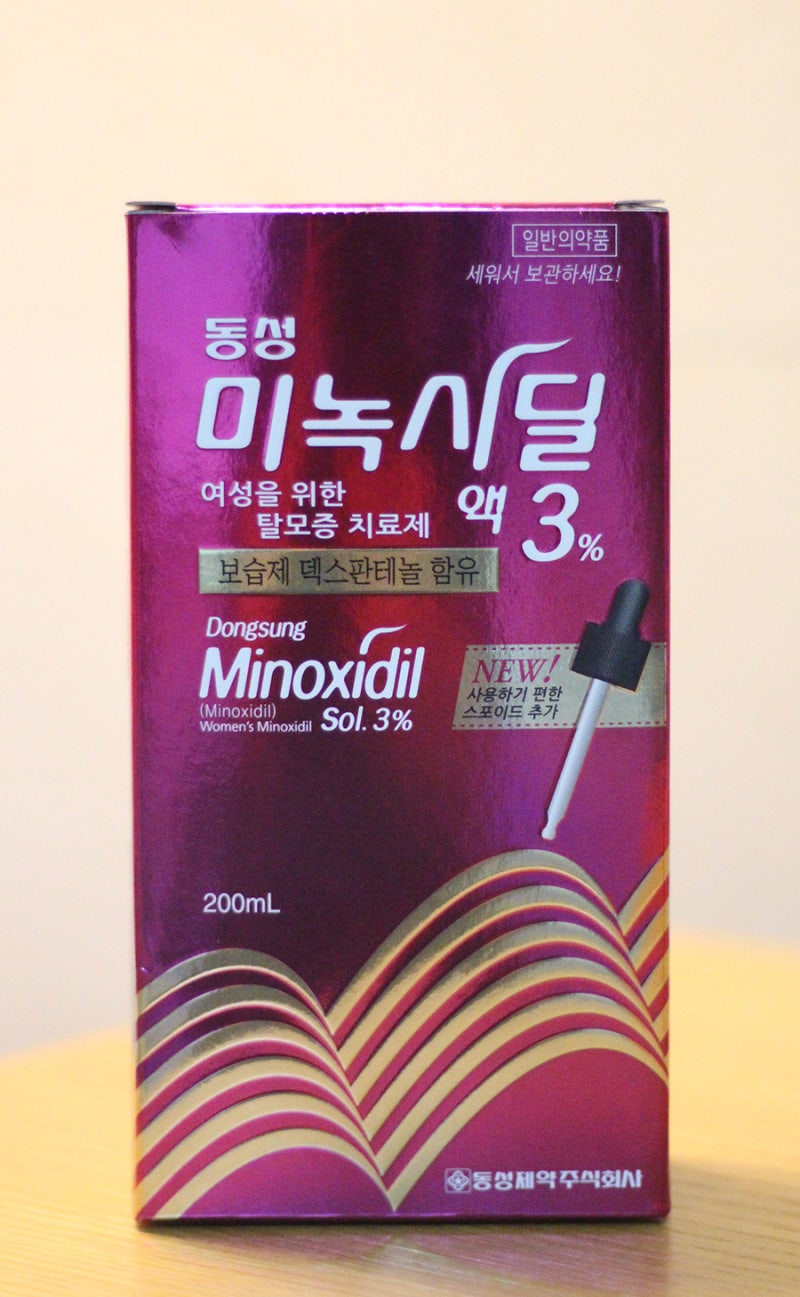 일반의약품
세워서 보관하세요!
동성
미녹시딜
여성을 위한
탈모증 치료제
액 3%
보습제 덱스판테놀 함유
Dongsung
Minoxidil
(Minoxidil)
Women's Minoxidil Sol. 3%
NEW!
사용하기 편한
스포이드 추가
200mL
동성제약주식회사